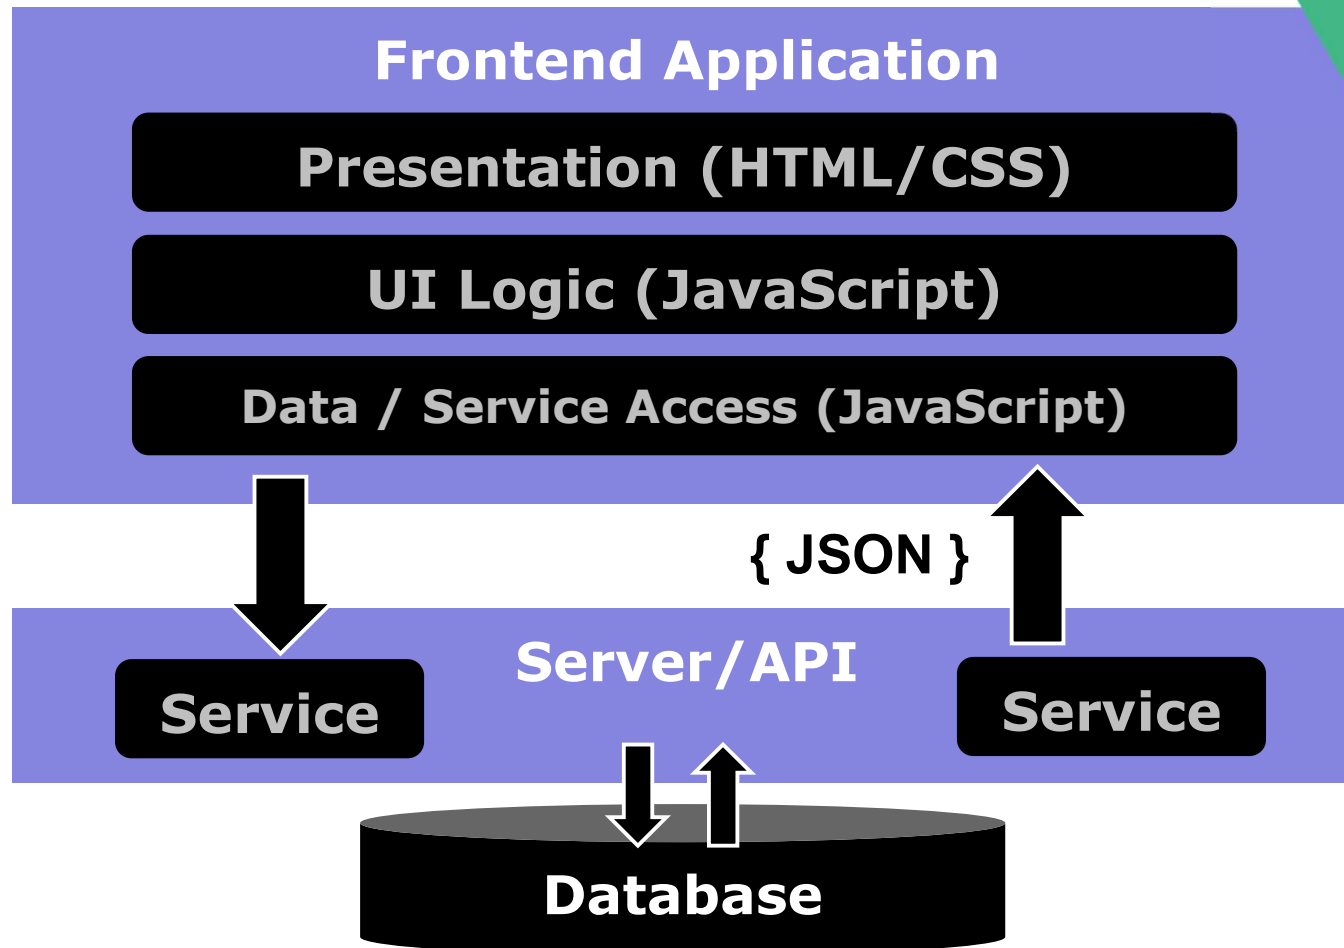 Frontend Application
Presentation (HTML/CSS)
UI Logic (JavaScript)
Data / Service Access (JavaScript)
{ JSON }
Server/API
Service
Service
Database